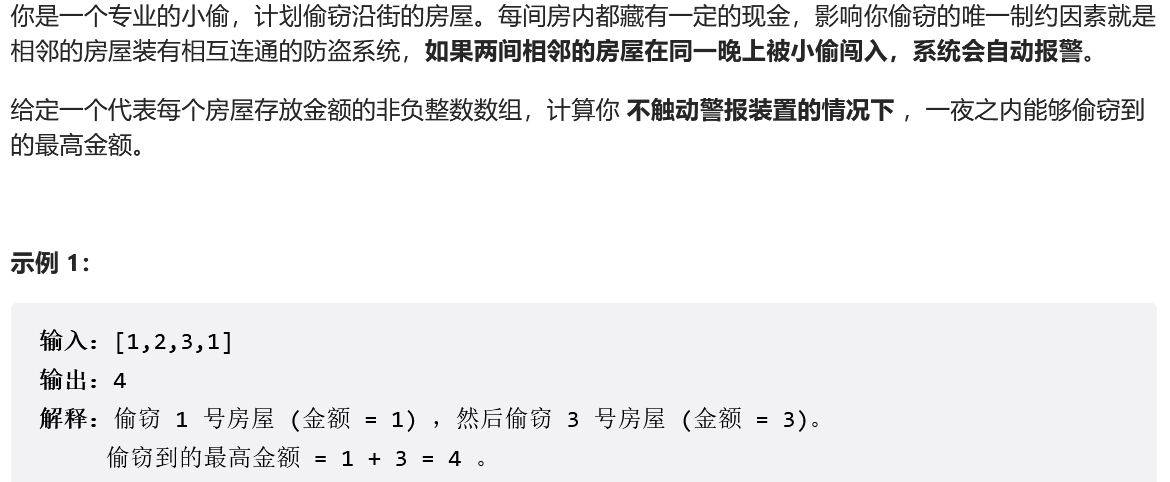 你是一个专业的小偷，计划偷窃沿街的房屋。每间房内都藏有一定的现金，影响你偷窃的唯一制约因素就是
相邻的房屋装有相互连通的防盗系统，如果两间相邻的房屋在同一晚上被小偷闯入，系统会自动报警。
给定一个代表每个房屋存放金额的非负整数数组，计算你 不触动警报装置的情况下 ，一夜之内能够偷窃到
的最高金额。
示例 1：
输入：[1,2,3,1]
输出：4
解释：偷窃 1 号房屋 (金额 = 1) ，然后偷窃 3 号房屋 (金额 = 3)。
偷窃到的最高金额 = 1 + 3 = 4 。